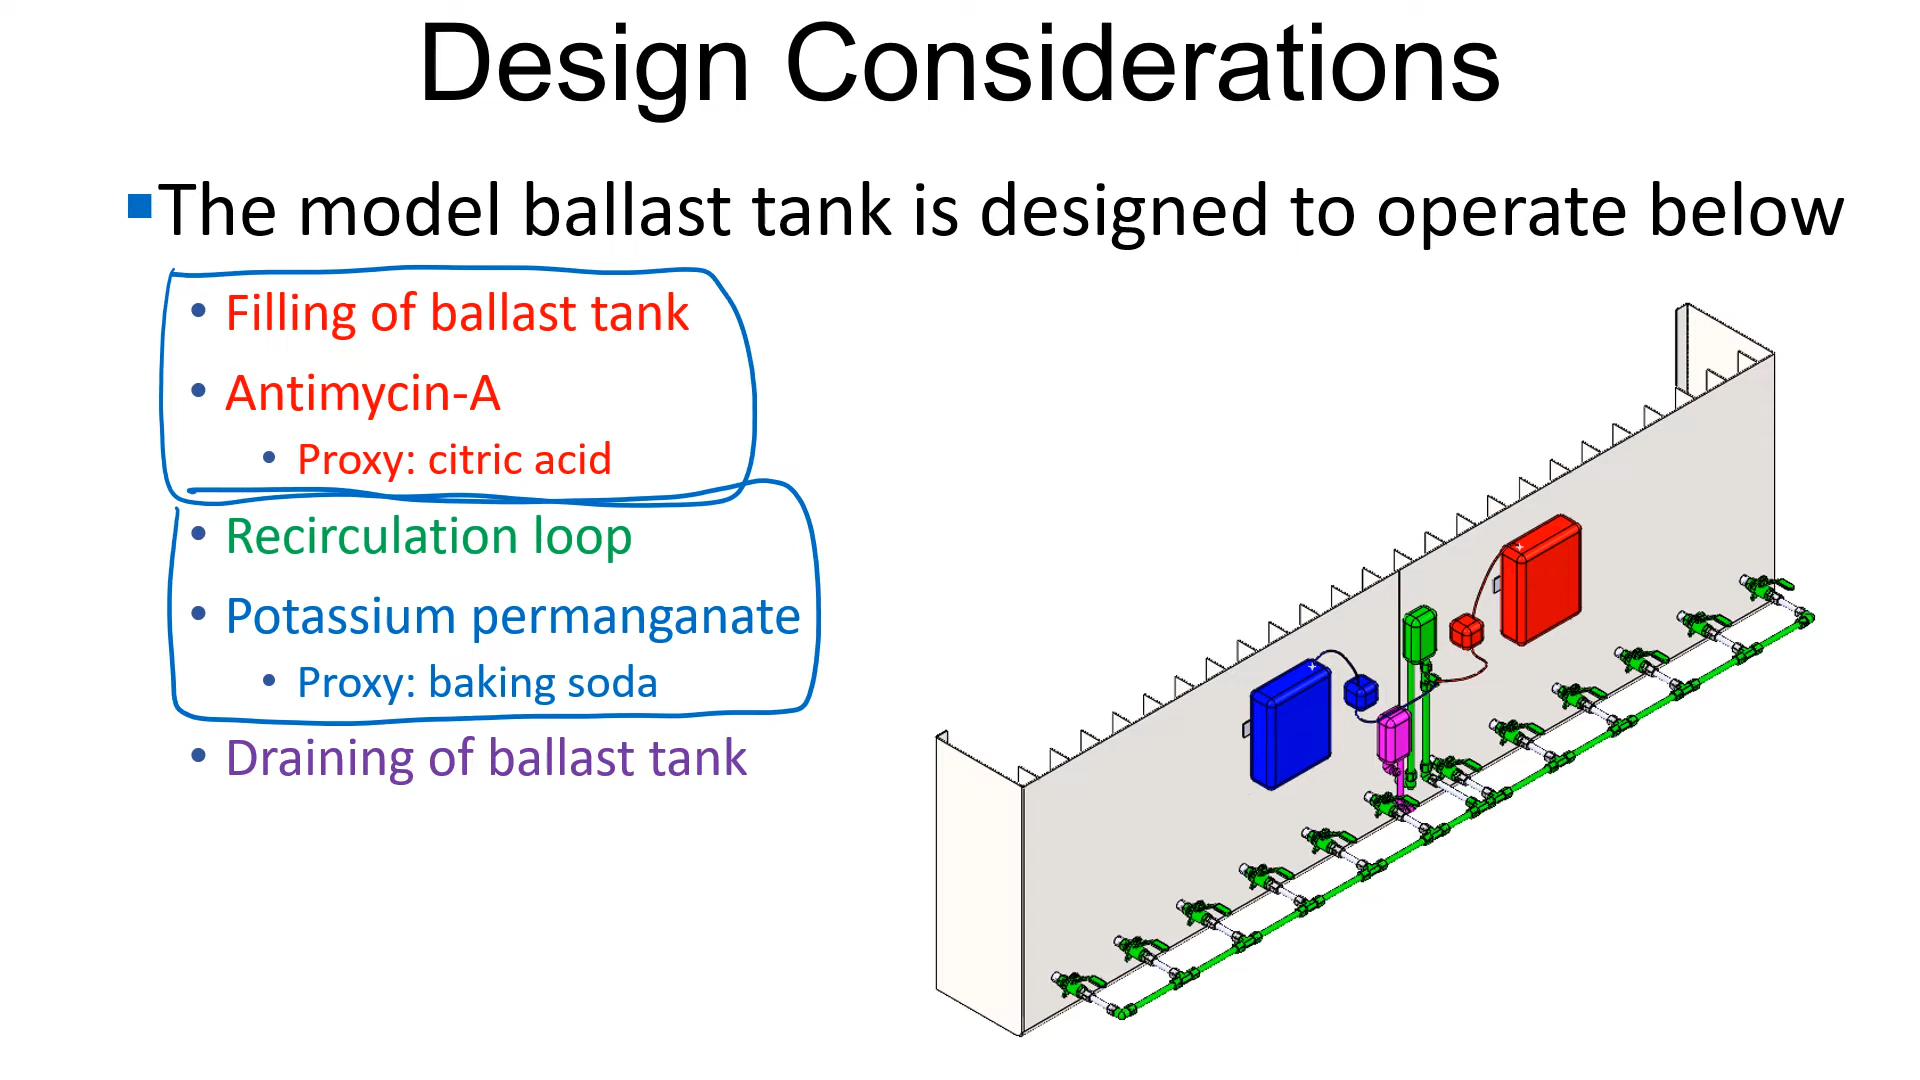 Design Considerations
The model ballast tank is designed to operate below
Filling of ballast tank
Antimycin-A
Proxy: citric acid
Recirculation loop
Potassium permanganate
Proxy: baking soda
Draining of ballast tank